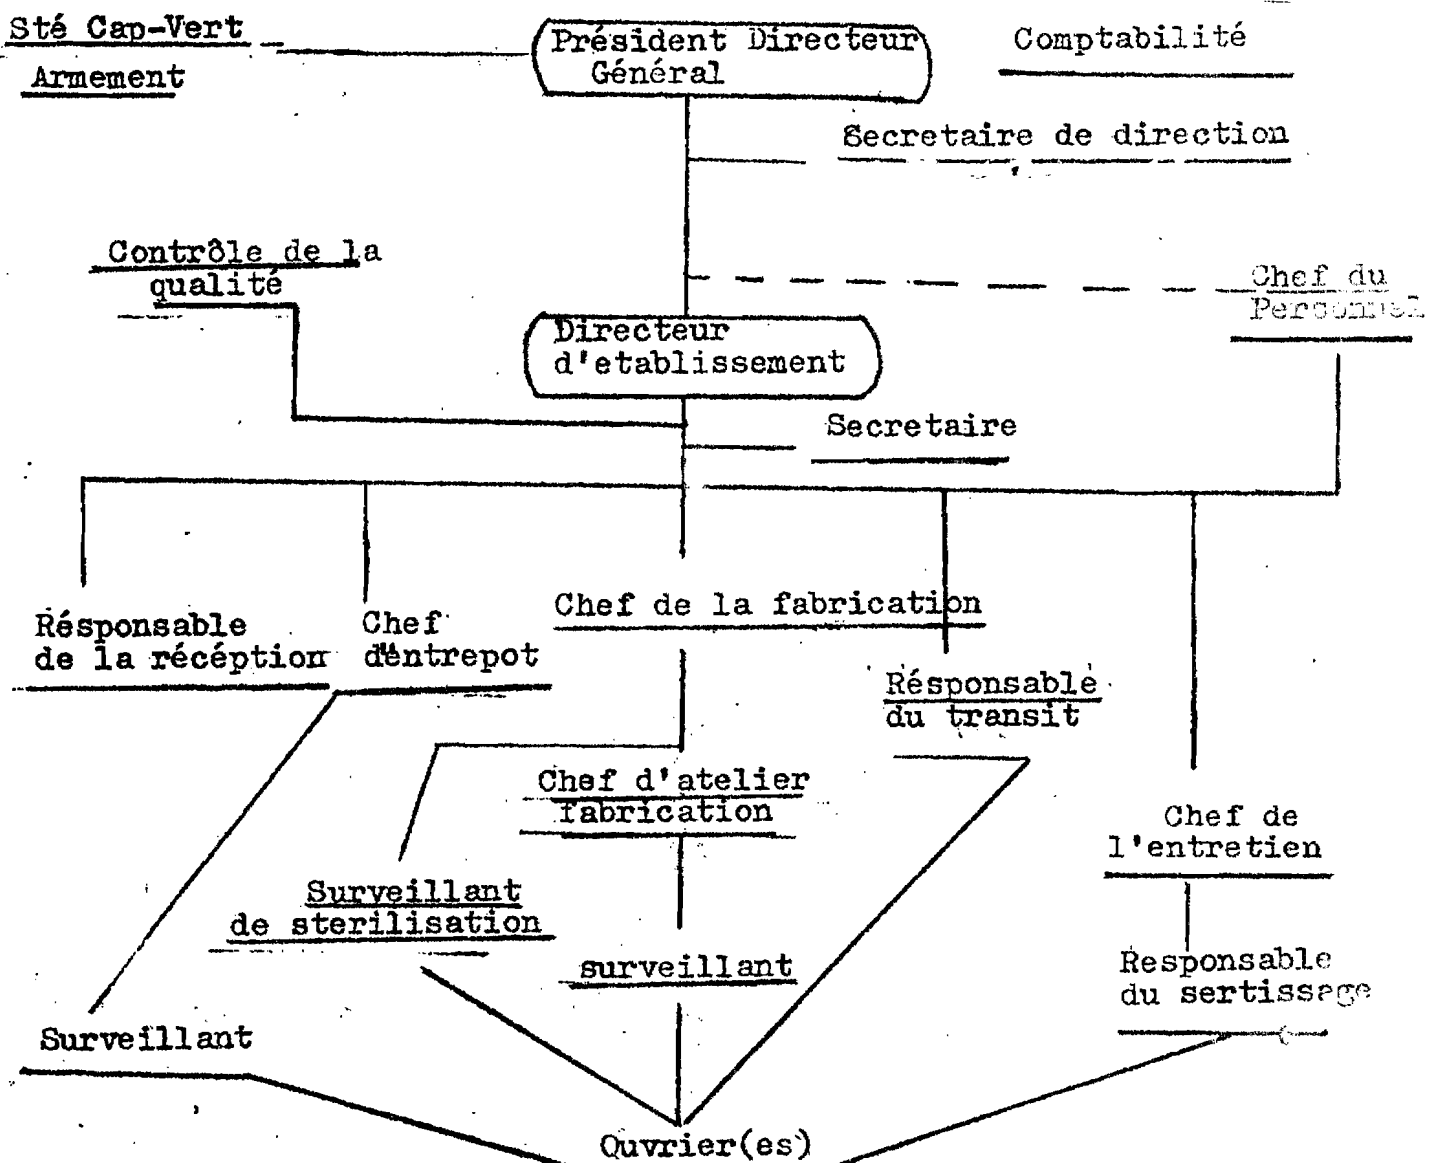 Sté Cap-Vert
Armement
Président Directeur
Général
Comptabilité
Secretaire de direction
Contrôle de la
qualité
Chef du
Personnel
Directeur
d'etablissement
Secretaire
Résponsable
de la récéption
Chef
d'entrepot
Chef de la fabrication
Résponsable
du transit
Chef d'atelier
fabrication
Chef de
l'entretien
Surveillant
de sterilisation
surveillant
Responsable
du sertissage
Surveillant
Ouvrier(es)